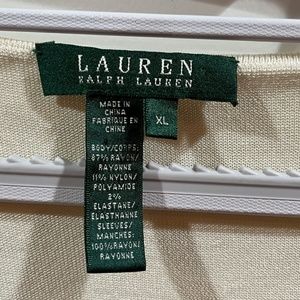 LAUREN
RALPH LAUREN
XL
MADE IN
CHINA
FABRIQUÉ EN
CHINE
BODY/CORPS:
87% RAYON/
RAYONNE
11% NYLON/
POLYAMIDE
2%
ELASTANE/
ÉLASTHANNE
SLEEVES/
MANCHES:
100% RAYON/
RAYONNE